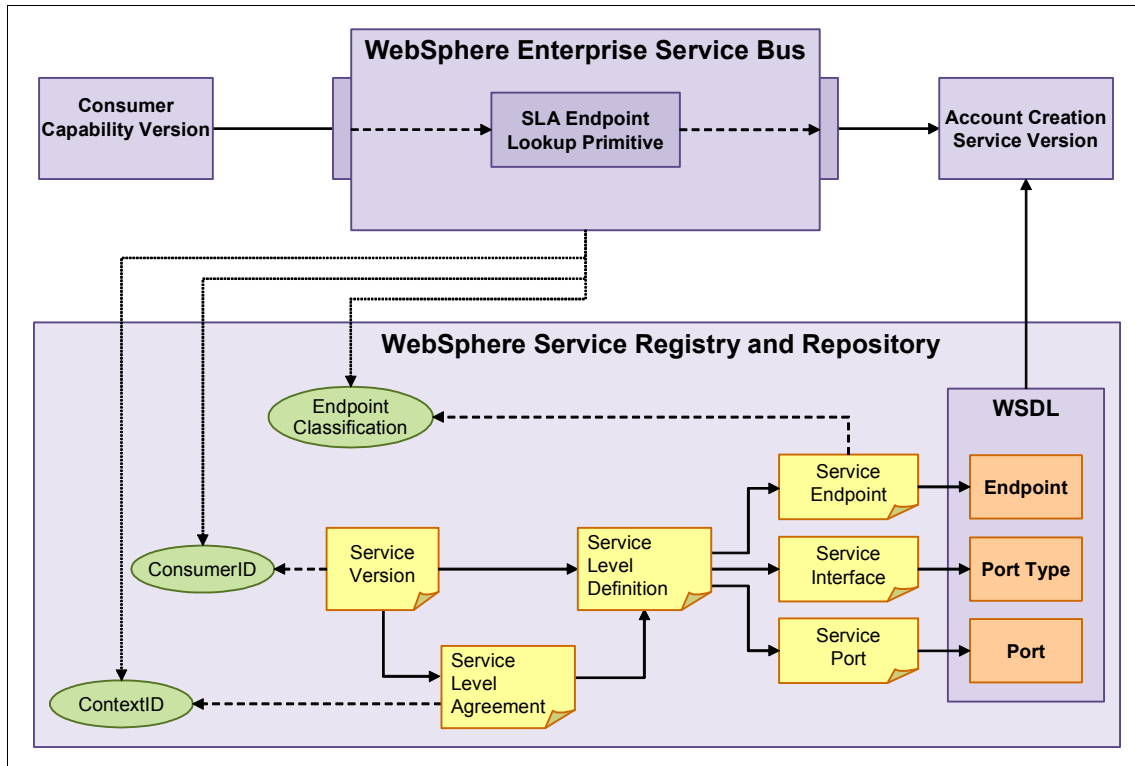 WebSphere Enterprise Service Bus
Consumer
Capability Version
SLA Endpoint
Lookup Primitive
Account Creation
Service Version
WebSphere Service Registry and Repository
Endpoint
Classification
WSDL
Service
Endpoint
Endpoint
ConsumerID
Service
Version
Service
Level
Definition
Service
Interface
Port Type
Service
Level
Agreement
Service
Port
Port
ContextID